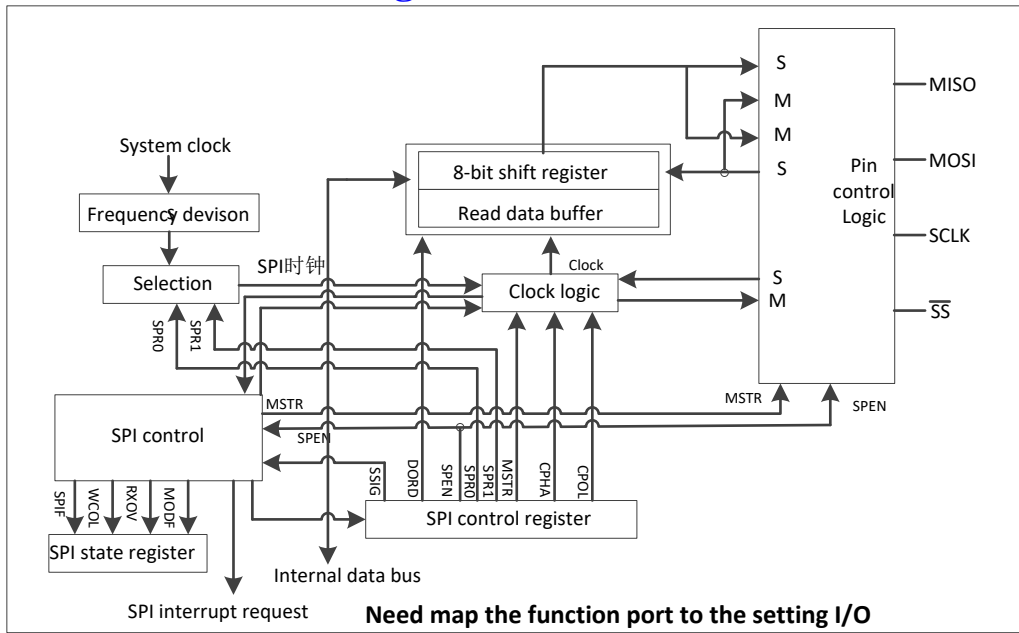 S
MISO
M
M
System clock
MOSI
8-bit shift register
S
Pin
control
Logic
Frequency devison
s
Read data buffer
SCLK
SPI时钟
Clock
S
Selection
Clock logic
M
SS
SPR0
SPR1
MSTR
SPEN
MSTR
SPI control
SPEN
SSIG
DORD
SPEN
SPR0
SPR1
MSTR
CPHA
CPOL
SPIF
WCOL
RXOV
MODF
SPI control register
SPI state register
Internal data bus
SPI interrupt request
Need map the function port to the setting I/O